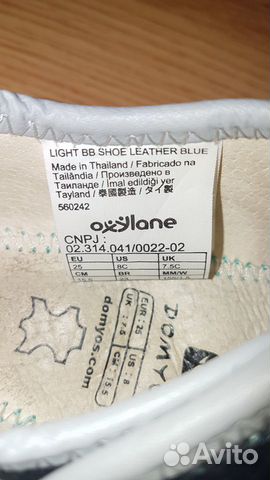 LIGHT BB SHOE LEATHER BLUE
Made in Thailand / Fabricado na
Tailândia / Произведено в
Таиланде / İmal edildiği yer
Tayland / 泰國製造 / タイ製
560242
oxylane
CNPJ :
02.314.041/0022-02
EU US UK
25 8C 7.5C
CM BR MM/W
domyos.com
UK: 7.5 EUR: 25
CM: 15.5 US: 8
DOMYO
Avito